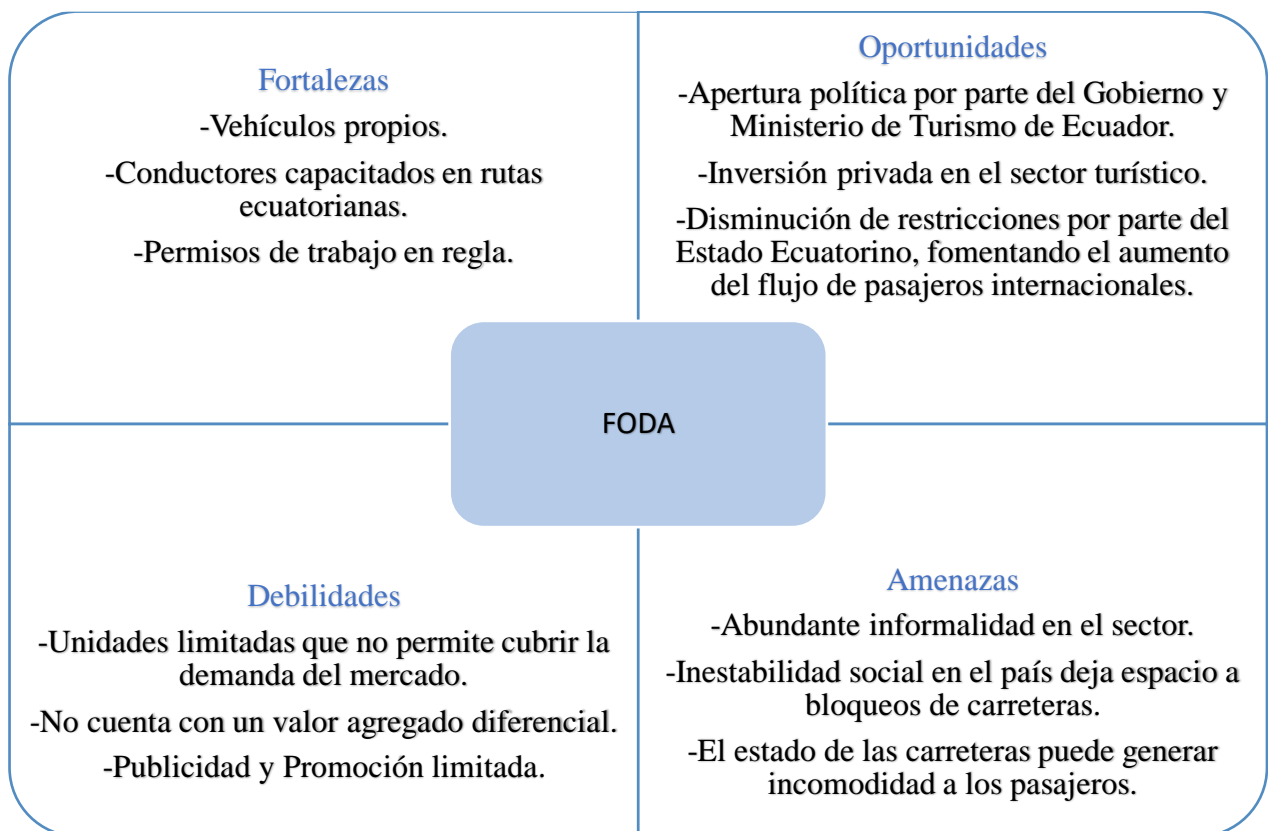 Fortalezas
-Vehículos propios.
-Conductores capacitados en rutas
ecuatorianas.
-Permisos de trabajo en regla.
Oportunidades
-Apertura política por parte del Gobierno y
Ministerio de Turismo de Ecuador.
-Inversión privada en el sector turístico.
-Disminución de restricciones por parte del
Estado Ecuatorino, fomentando el aumento
del flujo de pasajeros internacionales.
FODA
Debilidades
-Unidades limitadas que no permite cubrir la
demanda del mercado.
-No cuenta con un valor agregado diferencial.
-Publicidad y Promoción limitada.
Amenazas
-Abundante informalidad en el sector.
-Inestabilidad social en el país deja espacio a
bloqueos de carreteras.
-El estado de las carreteras puede generar
incomodidad a los pasajeros.